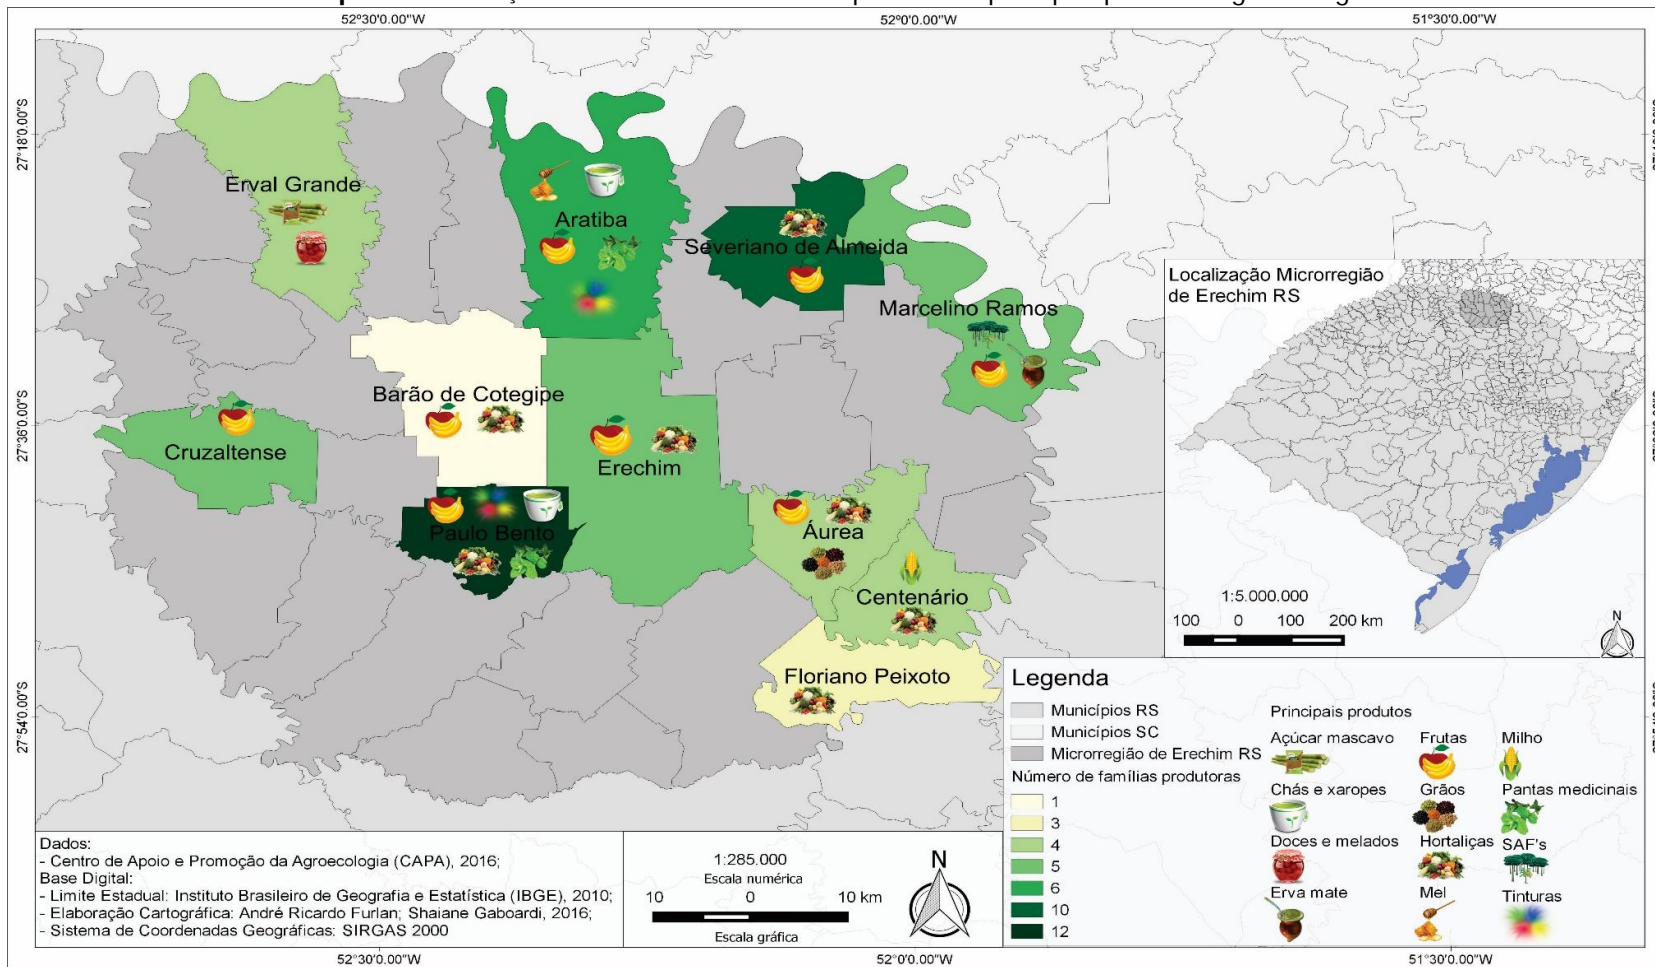 52°30'0.00"W 52°0'0.00"W 51°30'0.00"W
27°18'0.00"S
27°36'0.00"S
27°54'0.00"S
Erval Grande
Aratiba
Severiano de Almeida
Marcelino Ramos
Barão de Cotegipe
Cruzaltense
Erechim
Paulo Bento
Áurea
Centenário
Floriano Peixoto
Localização Microrregião
de Erechim RS
1:5.000.000
100 0 100 200 km
N
Legenda
Municípios RS
Municípios SC
Microrregião de Erechim RS
Número de famílias produtoras
1
3
4
5
6
10
12
Principais produtos
Açúcar mascavo Frutas Milho
Chás e xaropes Grãos Pantas medicinais
Doces e melados Hortaliças SAF's
Erva mate Mel Tinturas
Dados:
- Centro de Apoio e Promoção da Agroecologia (CAPA), 2016;
Base Digital:
- Limite Estadual: Instituto Brasileiro de Geografia e Estatística (IBGE), 2010;
- Elaboração Cartográfica: André Ricardo Furlan; Shaiane Gaboardi, 2016;
- Sistema de Coordenadas Geográficas: SIRGAS 2000
1:285.000
Escala numérica
10 0 10 km
Escala gráfica
N
52°30'0.00"W 52°0'0.00"W 51°30'0.00"W